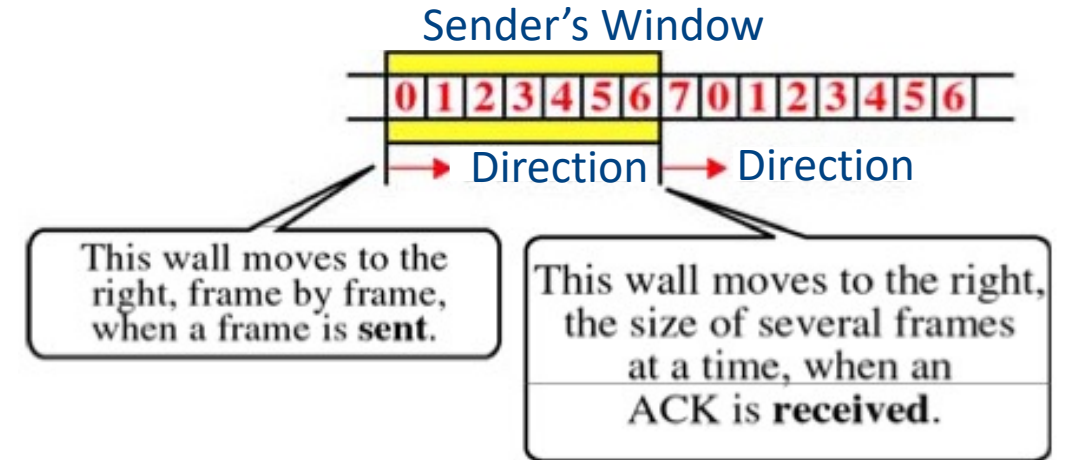 Sender's Window
0 1 2 3 4 5 6 7 0 1 2 3 4 5 6
Direction Direction
This wall moves to the
right, frame by frame,
when a frame is sent.
This wall moves to the right,
the size of several frames
at a time, when an
ACK is received.